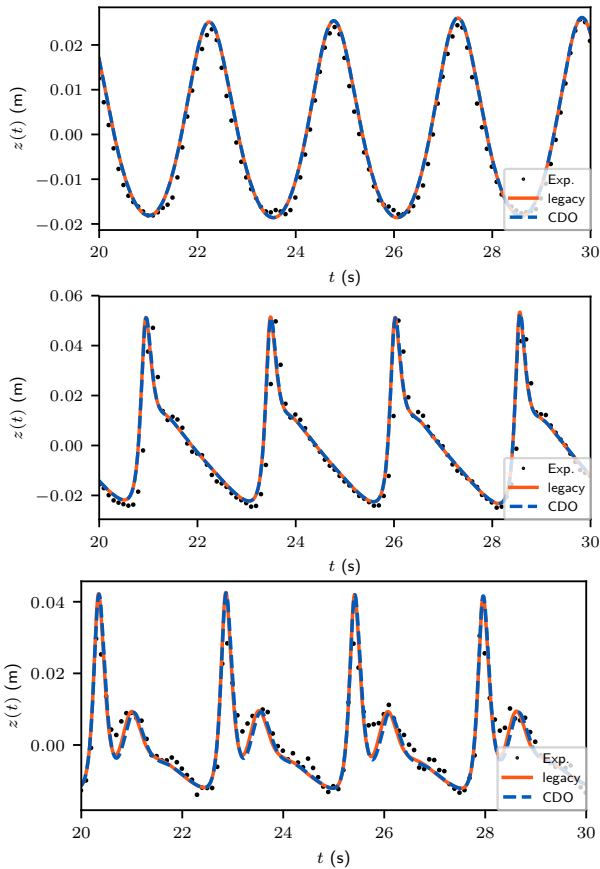 z(t) (m)
0.02
0.01
0.00
−0.01
−0.02
Exp.
legacy
CDO
20 22 24 26 28 30
t (s)
z(t) (m)
0.06
0.04
0.02
0.00
−0.02
Exp.
legacy
CDO
20 22 24 26 28 30
t (s)
z(t) (m)
0.04
0.02
0.00
Exp.
legacy
CDO
20 22 24 26 28 30
t (s)